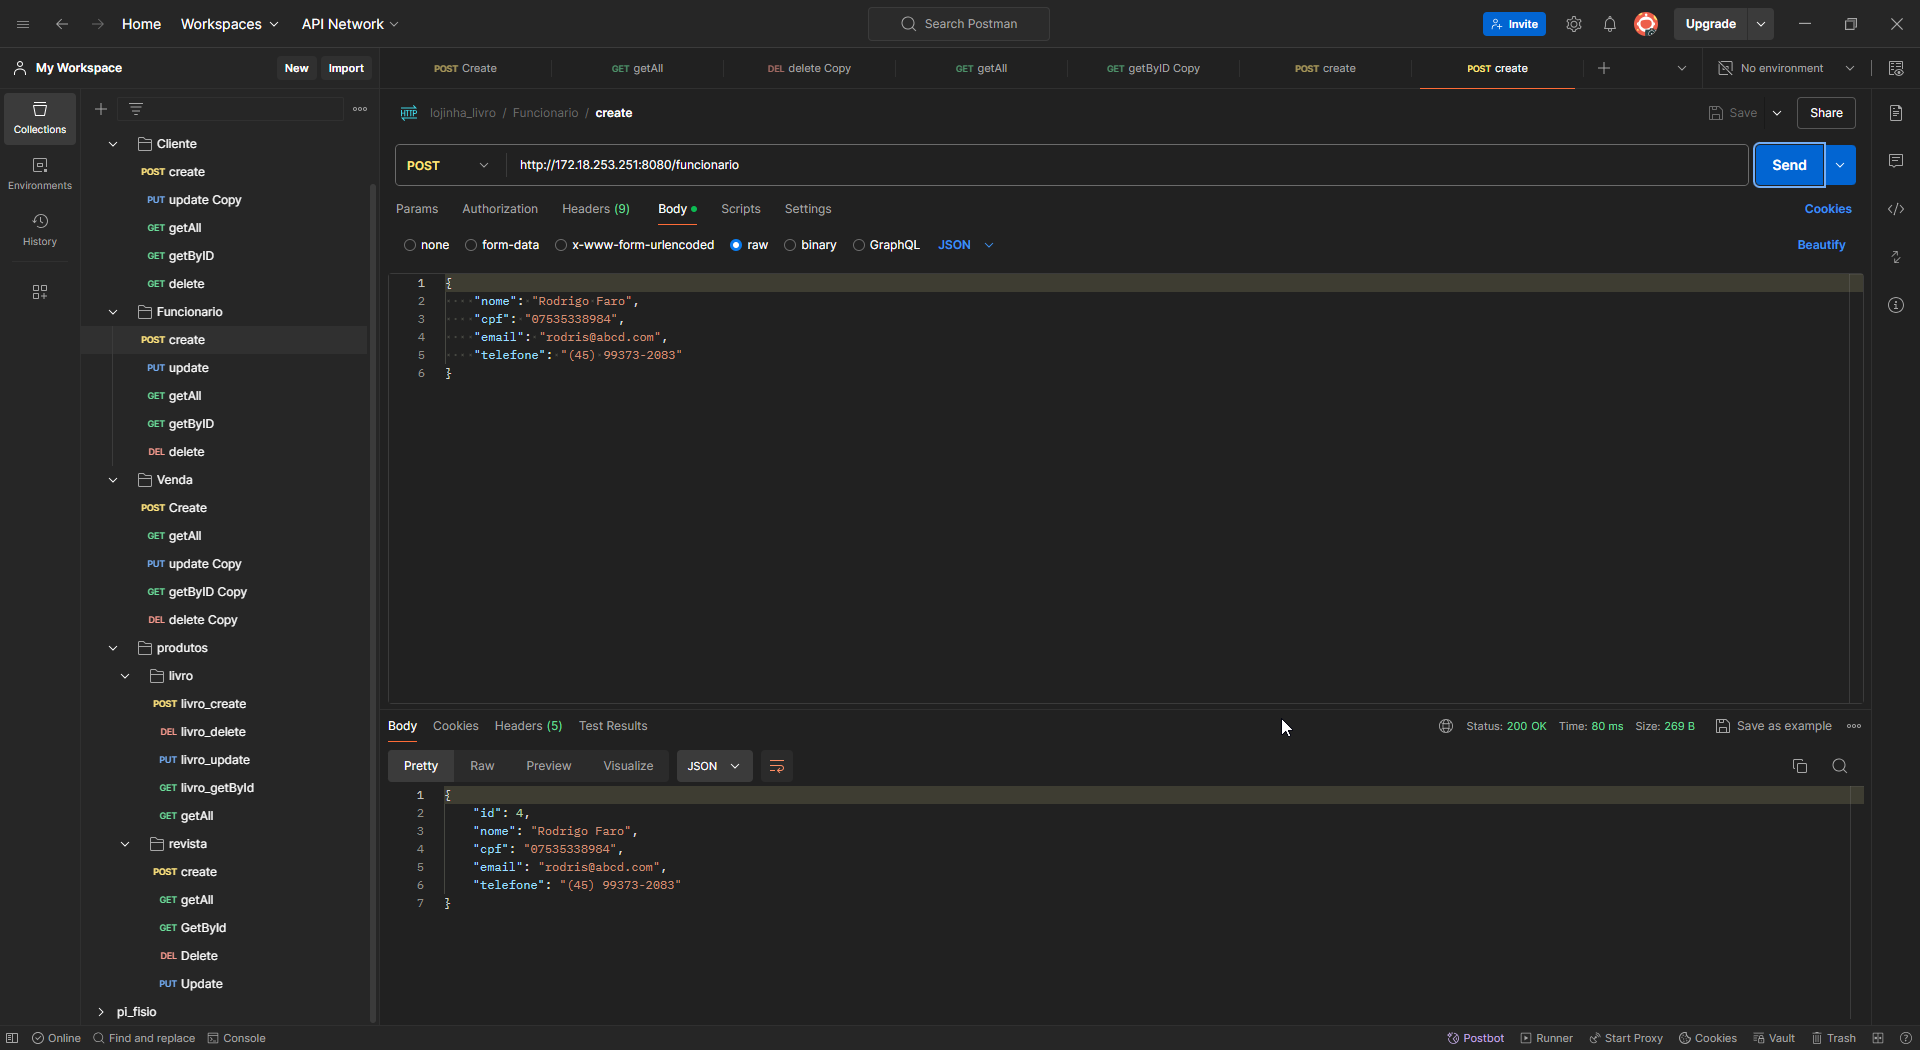 Home
Workspaces
API Network
Search Postman
Invite
Upgrade
My Workspace
New
Import
POST Create
GET getAll
DEL delete Copy
GET getAll
GET getByID Copy
POST create
POST create
No environment
Collections
Environments
History
Cliente
POST create
PUT update Copy
GET getAll
GET getByID
GET delete
Funcionario
POST create
PUT update
GET getAll
GET getByID
DEL delete
Venda
POST Create
GET getAll
PUT update Copy
GET getByID Copy
DEL delete Copy
produtos
livro
POST livro_create
DEL livro_delete
PUT livro_update
GET livro_getById
GET getAll
revista
POST create
GET getAll
GET GetById
DEL Delete
PUT Update
pi_fisio
HTTP lojinha_livro / Funcionario / create
Save
Share
POST
http://172.18.253.251:8080/funcionario
Send
Params
Authorization
Headers (9)
Body
Scripts
Settings
Cookies
none
form-data
x-www-form-urlencoded
raw
binary
GraphQL
JSON
Beautify
1 {
2 "nome": "Rodrigo Faro",
3 "cpf": "07535338984",
4 "email": "rodris@abcd.com",
5 "telefone": "(45) 99373-2083"
6 }
Body
Cookies
Headers (5)
Test Results
Status: 200 OK
Time: 80 ms
Size: 269 B
Save as example
Pretty
Raw
Preview
Visualize
JSON
1 {
2 "id": 4,
3 "nome": "Rodrigo Faro",
4 "cpf": "07535338984",
5 "email": "rodris@abcd.com",
6 "telefone": "(45) 99373-2083"
7 }
Online
Find and replace
Console
Postbot
Runner
Start Proxy
Cookies
Vault
Trash